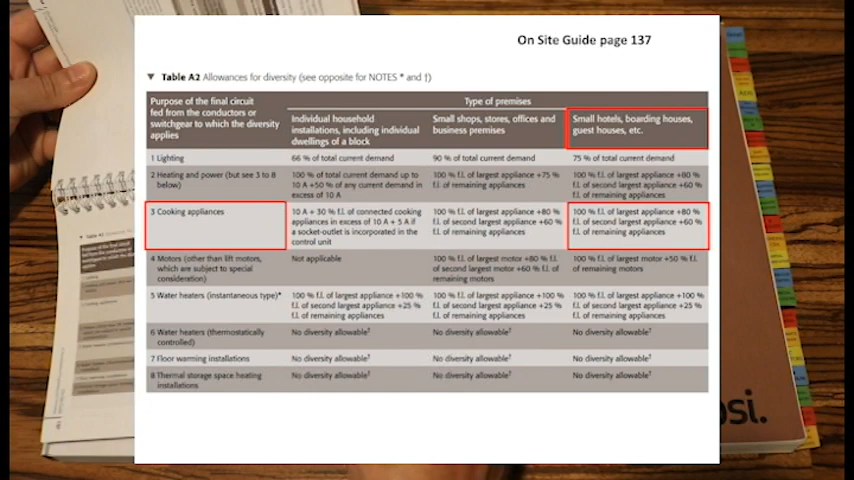 On Site Guide page 137
▼ Table A2 Allowances for diversity (see opposite for NOTES * and †)
Purpose of the final circuit
fed from the conductors or
switchgear to which the diversity
applies
Type of premises
Individual household
installations, including individual
dwellings of a block
Small shops, stores, offices and
business premises
Small hotels, boarding houses,
guest houses, etc.
1 Lighting
66 % of total current demand
90 % of total current demand
75 % of total current demand
2 Heating and power (but see 3 to 8
below)
100 % of total current demand up to
10 A +50 % of any current demand in
excess of 10 A
100 % f.l. of largest appliance +75 %
f.l. of remaining appliances
100 % f.l. of largest appliance +80 %
f.l. of second largest appliance +60 %
f.l. of remaining appliances
3 Cooking appliances
10 A + 30 % f.l. of connected cooking
appliances in excess of 10 A + 5 A if
a socket-outlet is incorporated in the
control unit
100 % f.l. of largest appliance +80 %
f.l. of second largest appliance +60 %
f.l. of remaining appliances
100 % f.l. of largest appliance +80 %
f.l. of second largest appliance +60 %
f.l. of remaining appliances
4 Motors (other than lift motors,
which are subject to special
consideration)
Not applicable
100 % f.l. of largest motor +80 % f.l.
of second largest motor +60 % f.l. of
remaining motors
100 % f.l. of largest motor +50 % f.l.
of remaining motors
5 Water heaters (instantaneous type)*
100 % f.l. of largest appliance +100 %
f.l. of second largest appliance +25 %
f.l. of remaining appliances
100 % f.l. of largest appliance +100 %
f.l. of second largest appliance +25 %
f.l. of remaining appliances
100 % f.l. of largest appliance +100 %
f.l. of second largest appliance +25 %
f.l. of remaining appliances
6 Water heaters (thermostatically
controlled)
No diversity allowable†
No diversity allowable†
No diversity allowable†
7 Floor warming installations
No diversity allowable†
No diversity allowable†
No diversity allowable†
8 Thermal storage space heating
installations
No diversity allowable†
No diversity allowable†
No diversity allowable†
si.